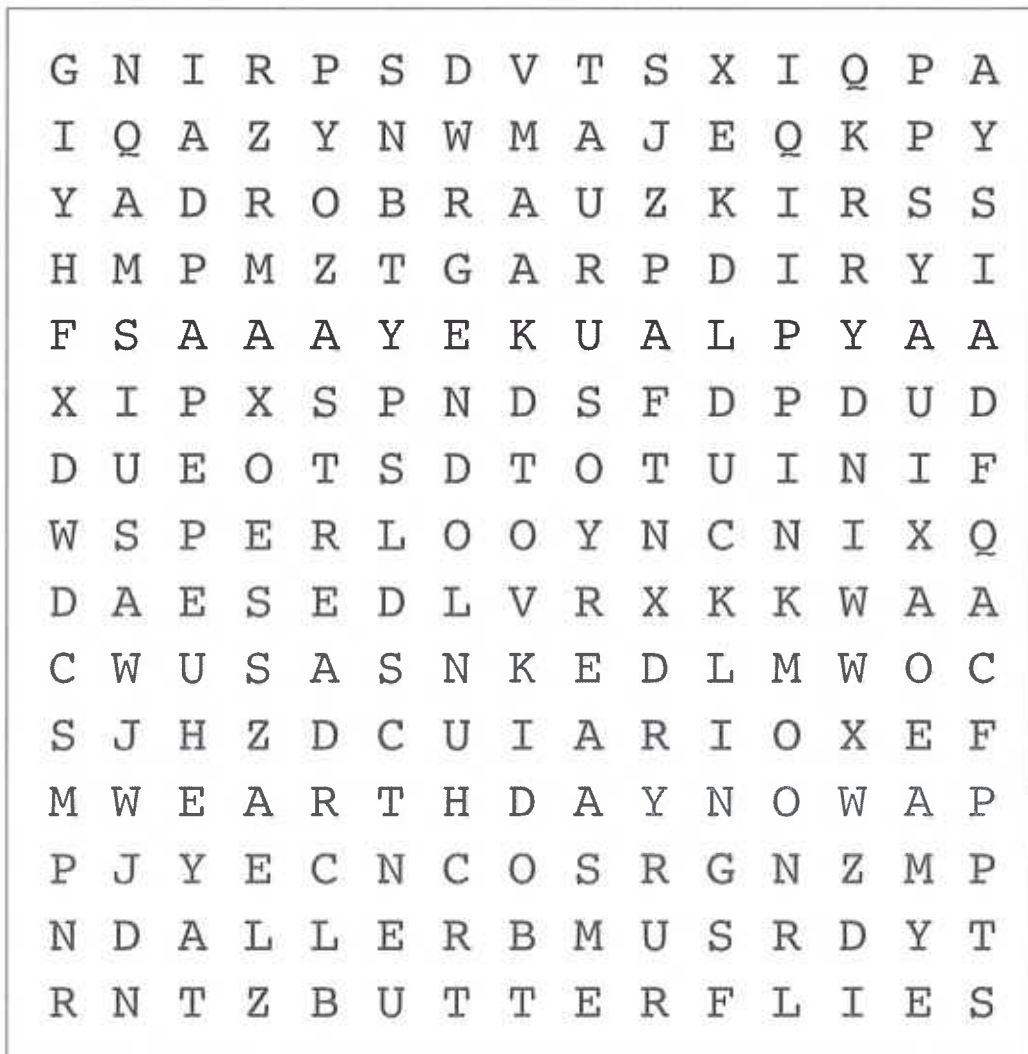 G N I R P S D V T S X I Q P A
I Q A Z Y N W M A J E Q K P Y
Y A D R O B R A U Z K I R S S
H M P M Z T G A R P D I R Y I
F S A A A Y E K U A L P Y A A
X I P X S P N D S F D P D U D
D U E O T S D T O T U I N I F
W S P E R L O O Y N C N I X Q
D A E S E D L V R X K K W A A
C W U S A S N K E D L M W O C
S J H Z D C U I A R I O X E F
M W E A R T H D A Y N O W A P
P J Y E C N C O S R G N Z M P
N D A L L E R B M U S R D Y T
R N T Z B U T T E R F L I E S